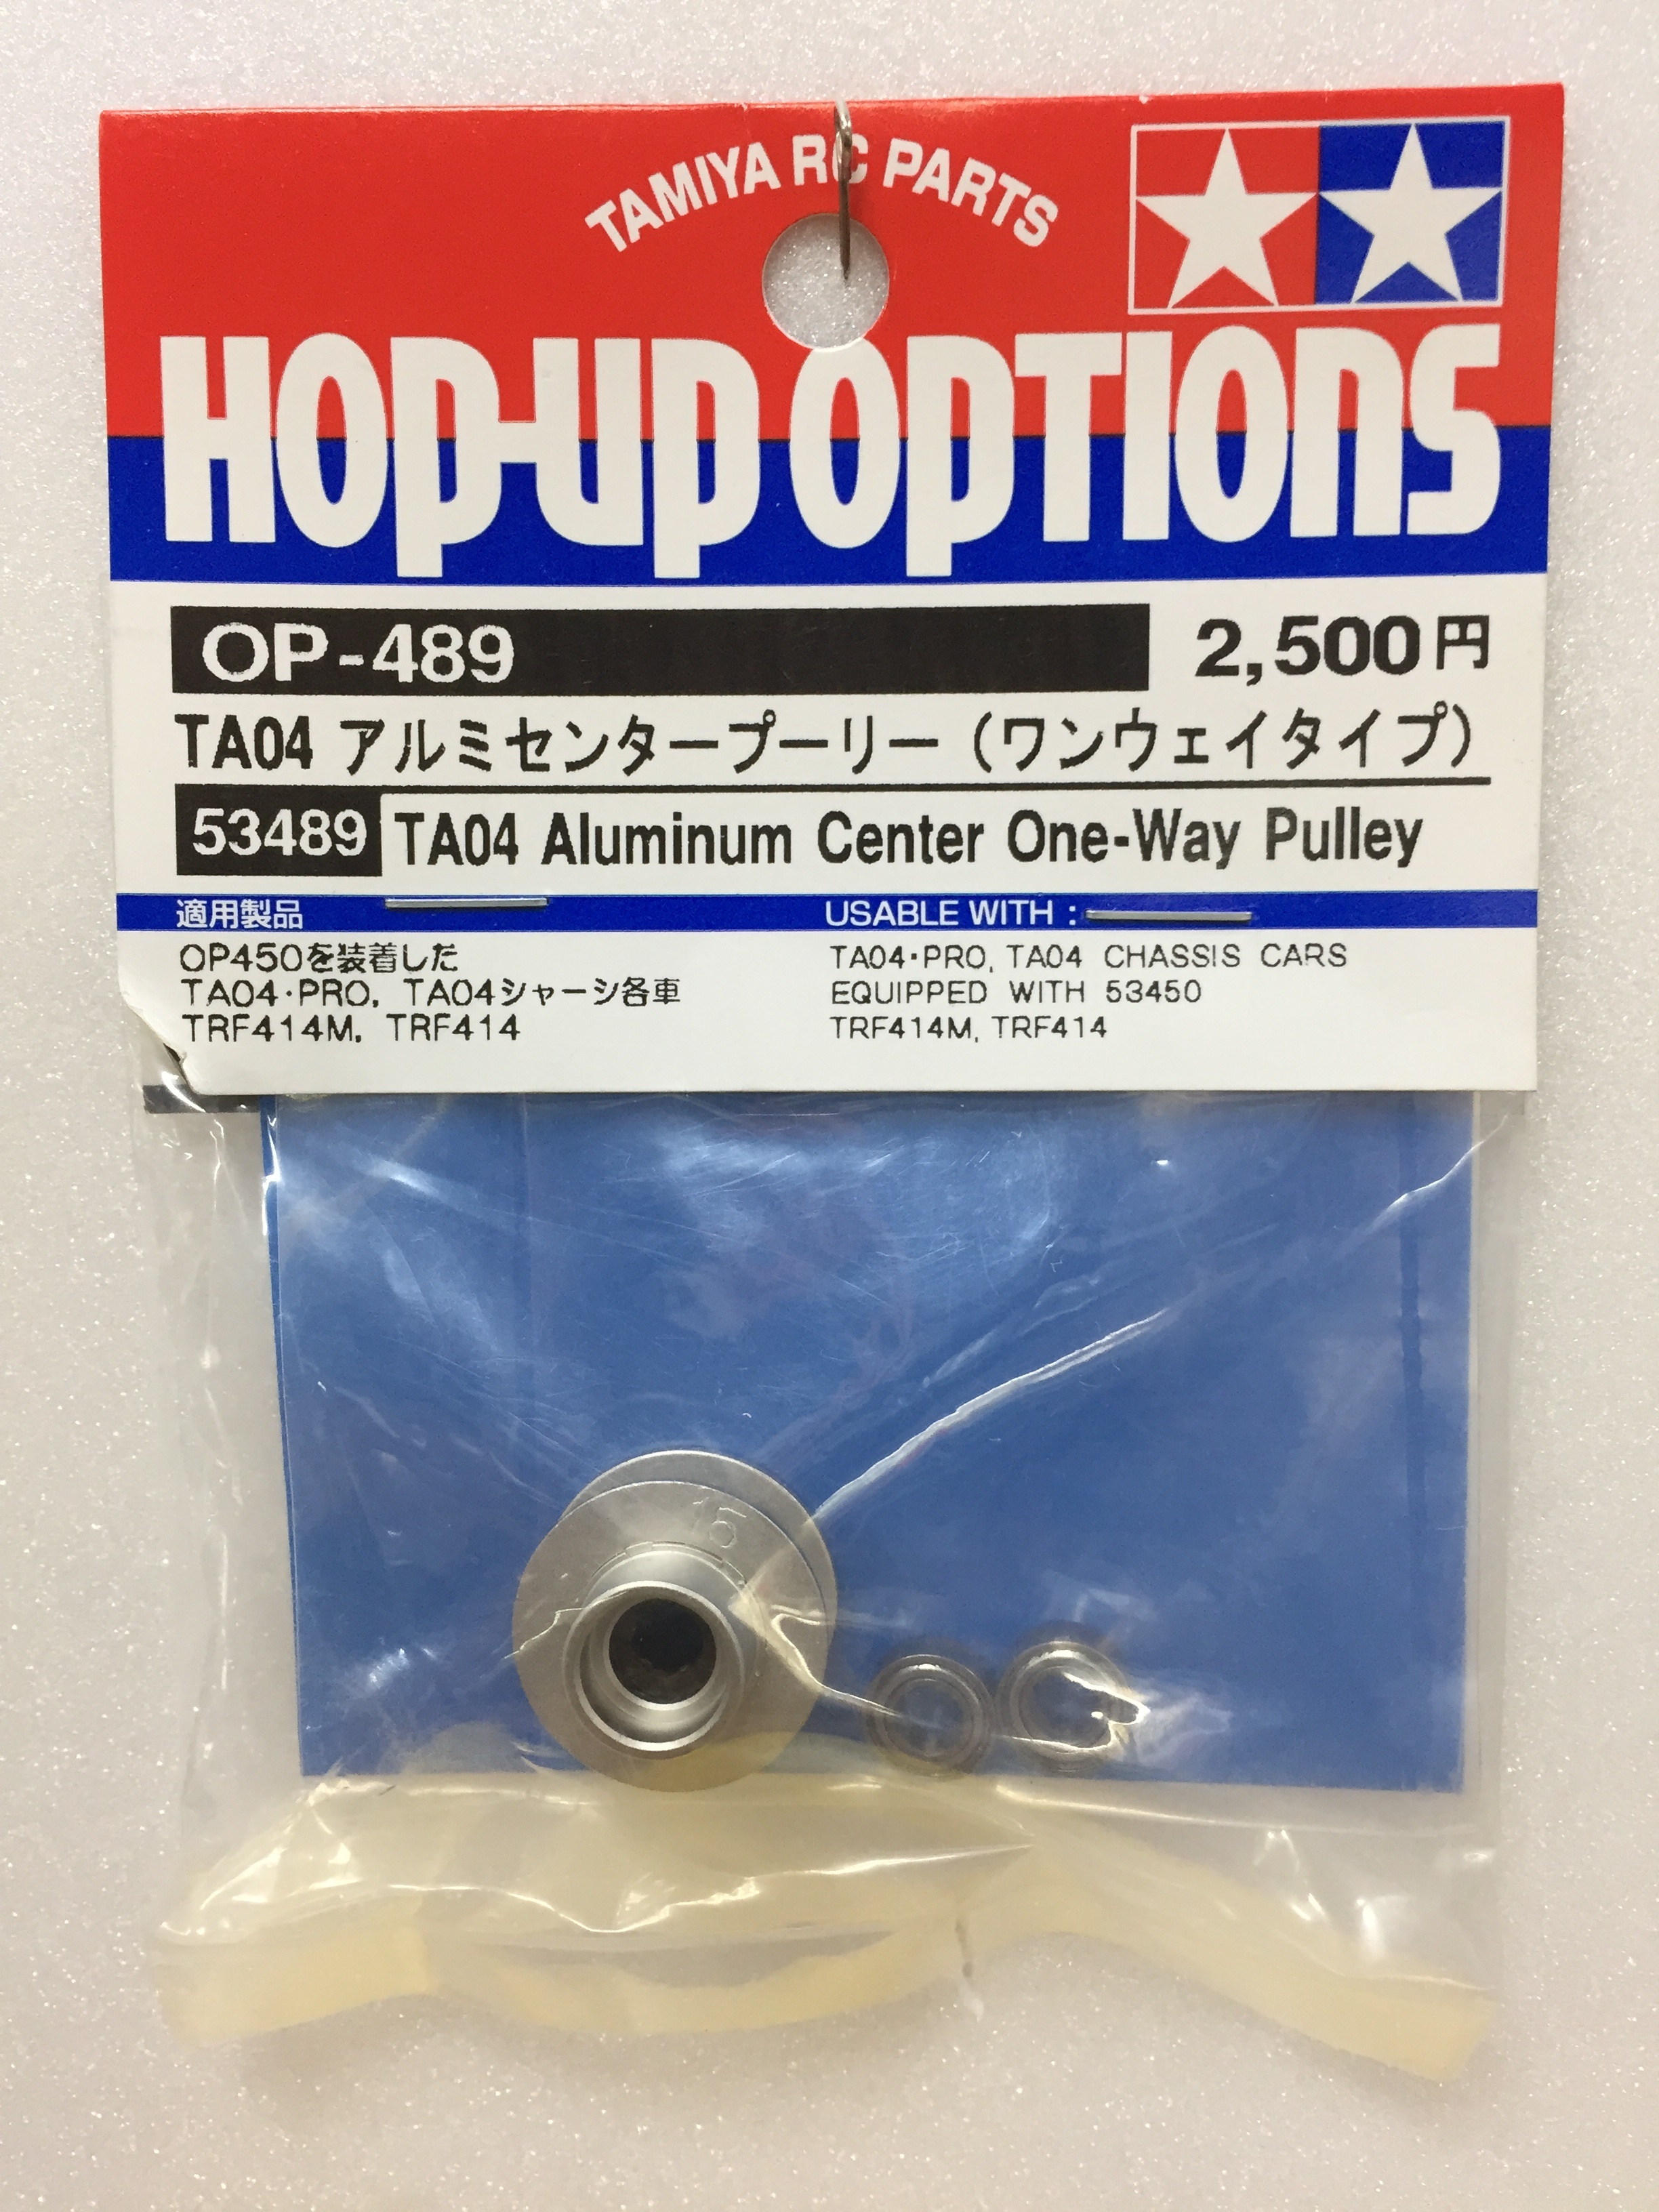 TAMIYA RC PARTS
HOP-UP OPTIONS
OP-489
2,500円
TA04 アルミセンタープーリー（ワンウェイタイプ）
53489 TA04 Aluminum Center One-Way Pulley
適用製品
OP450を装着した
TA04・PRO, TA04シャーシ各車
TRF414M, TRF414
USABLE WITH :
TA04・PRO, TA04 CHASSIS CARS
EQUIPPED WITH 53450
TRF414M, TRF414
15